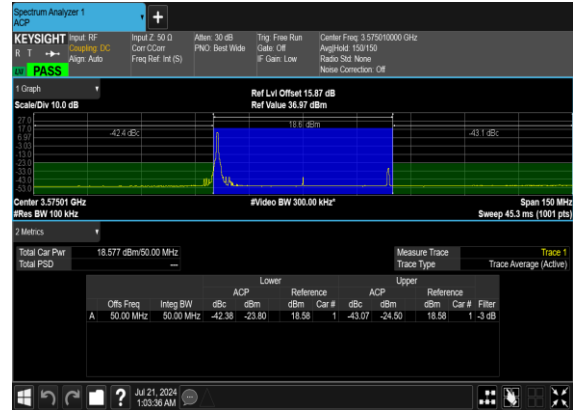 Spectrum Analyzer 1
ACP
+
KEYSIGHT Input: RF Input Z: 50 Ω Atten: 30 dB Trig: Free Run Center Freq: 3.575010000 GHz
R T Coupling: DC Corr CCorr PNO: Best Wide Gate: Off Avg|Hold: 150/150
Align: Auto Freq Ref: Int (S) IF Gain: Low Radio Std: None
Noise Correction: Off
LW PASS
1 Graph Ref Lvl Offset 15.87 dB
Scale/Div 10.0 dB Ref Value 36.97 dBm
27.0
17.0
6.97
-3.03
-13.0
-23.0
-33.0
-43.0
-53.0
-42.4 dBc 18.6 dBm -43.1 dBc
Center 3.57501 GHz #Video BW 300.00 kHz* Span 150 MHz
#Res BW 100 kHz Sweep 45.3 ms (1001 pts)
2 Metrics
Total Car Pwr 18.577 dBm/50.00 MHz Measure Trace Trace 1
Total PSD --- Trace Type Trace Average (Active)
Lower Upper
ACP Reference ACP Reference
Offs Freq Integ BW dBc dBm dBm Car # dBc dBm dBm Car # Filter
A 50.00 MHz 50.00 MHz -42.38 -23.80 18.58 1 -43.07 -24.50 18.58 1 -3 dB
? Jul 21, 2024
1:03:36 AM